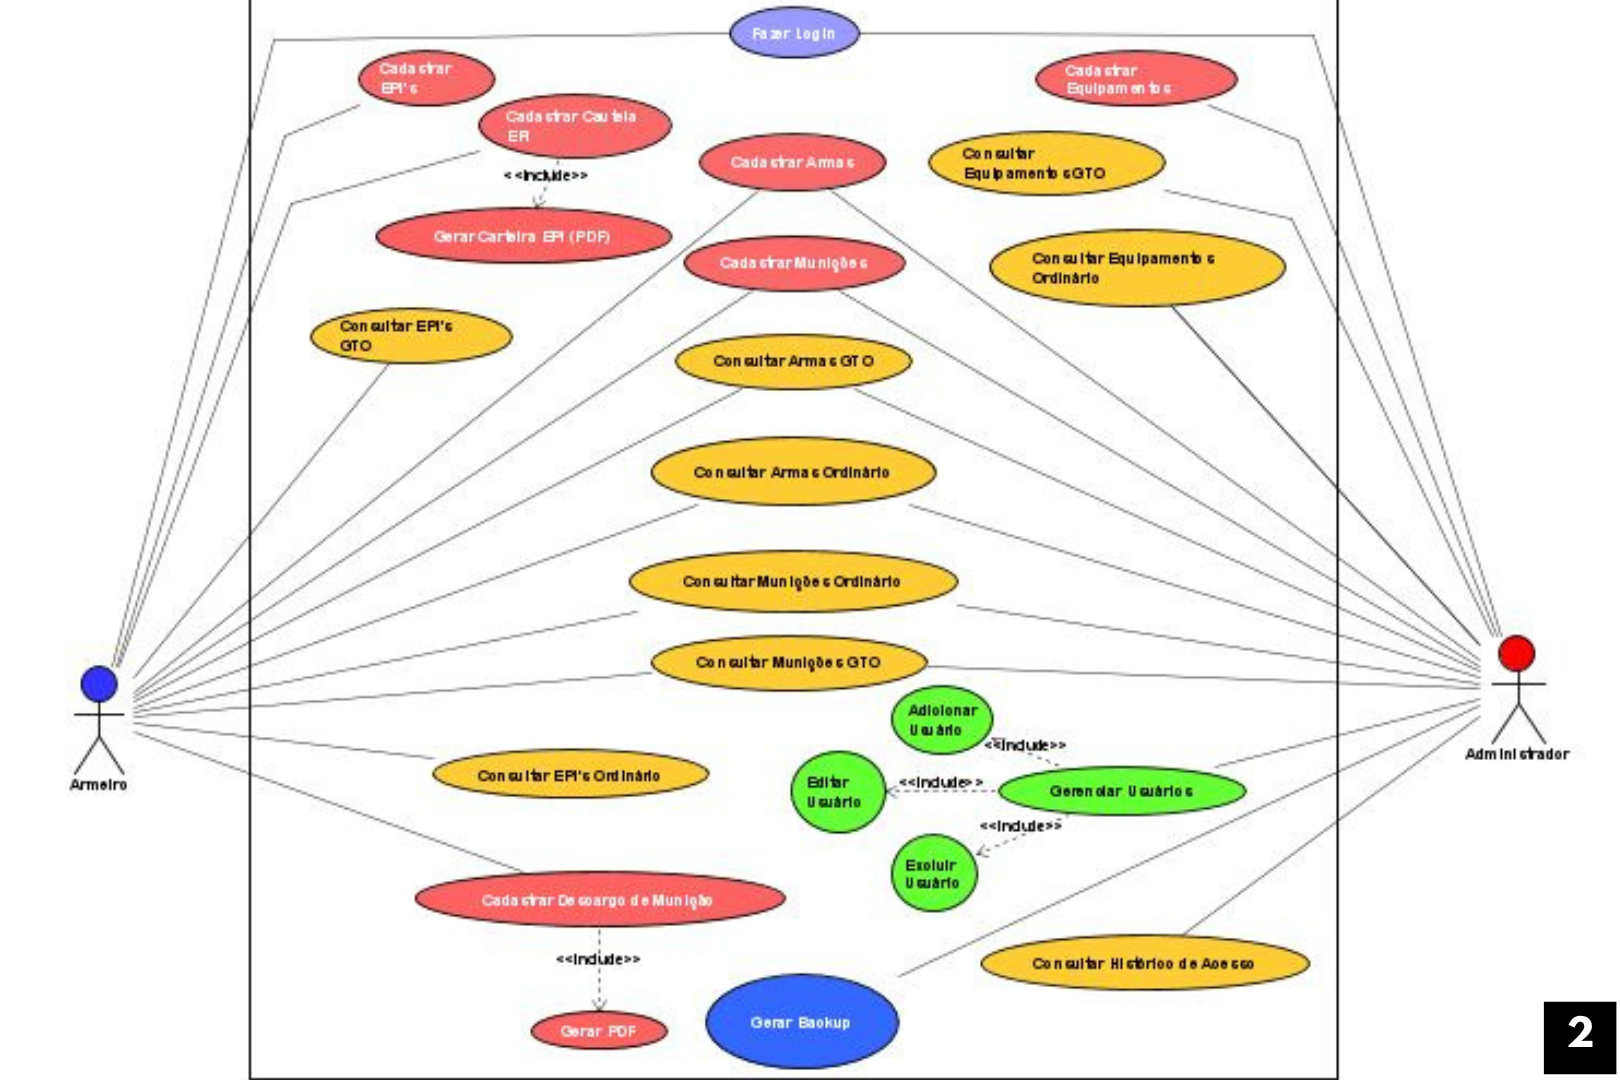 Fazer Login
Cadastrar
EPI's
Cadastrar
Equipamentos
Cadastrar Cautela
EPI
<<include>>
Cadastrar Armas
Consultar
Equipamentos GTO
Gerar Carteira EPI (PDF)
Cadastrar Munições
Consultar Equipamentos
Ordinário
Consultar EPI's
GTO
Consultar Armas GTO
Consultar Armas Ordinário
Consultar Munições Ordinário
Consultar Munições GTO
Armeiro
Administrador
Adicionar
Usuário
<<include>>
Editar
Usuário
<<include>>
Gerenciar Usuários
<<include>>
Excluir
Usuário
Consultar EPI's Ordinário
Cadastrar Descargo de Munição
<<include>>
Gerar PDF
Gerar Backup
Consultar Histórico de Acesso
2